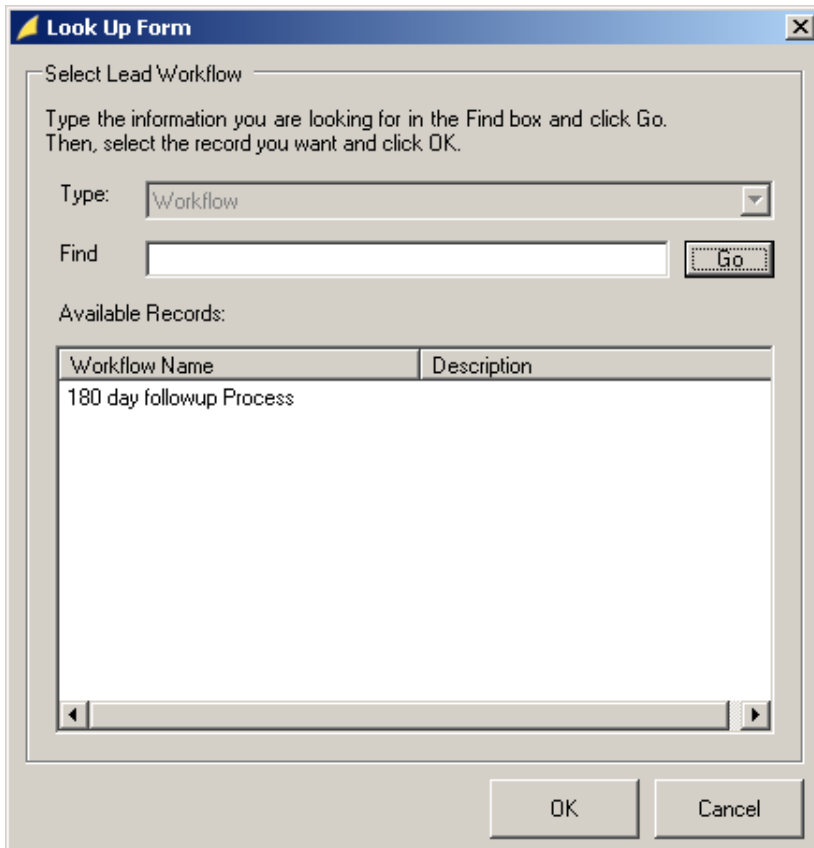 Look Up Form
Select Lead Workflow
Type the information you are looking for in the Find box and click Go.
Then, select the record you want and click OK.
Type:
Workflow
Find
Go
Available Records:
Workflow Name Description
180 day followup Process
OK Cancel